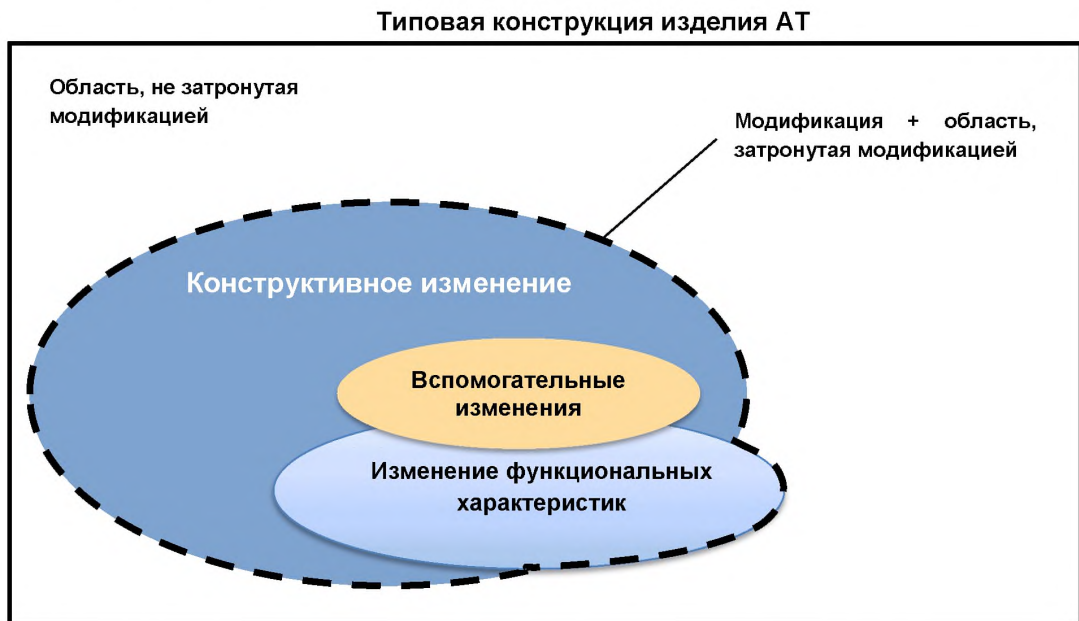 Типовая конструкция изделия АТ
Область, не затронутая
модификацией
Модификация + область,
затронутая модификацией
Конструктивное изменение
Вспомогательные
изменения
Изменение функциональных
характеристик